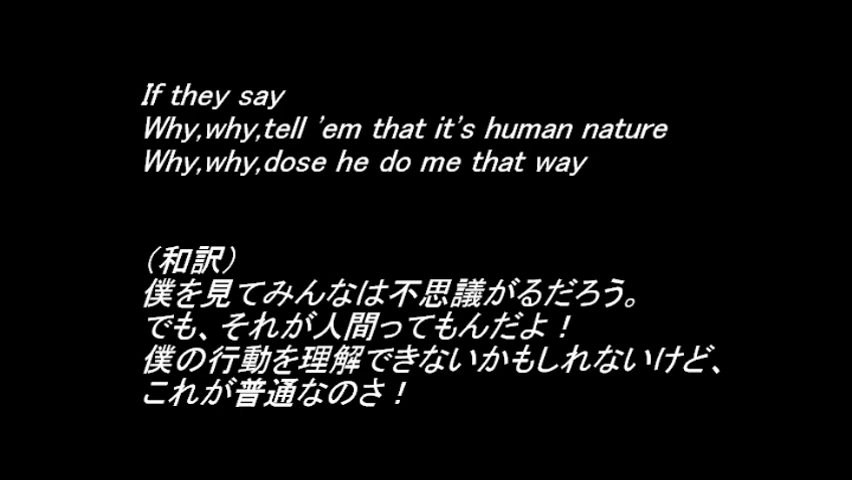 If they say
Why,why,tell 'em that it's human nature
Why,why,dose he do me that way
（和訳）
僕を見てみんなは不思議がるだろう。
でも、それが人間ってもんだよ！
僕の行動を理解できないかもしれないけど、
これが普通なのさ！